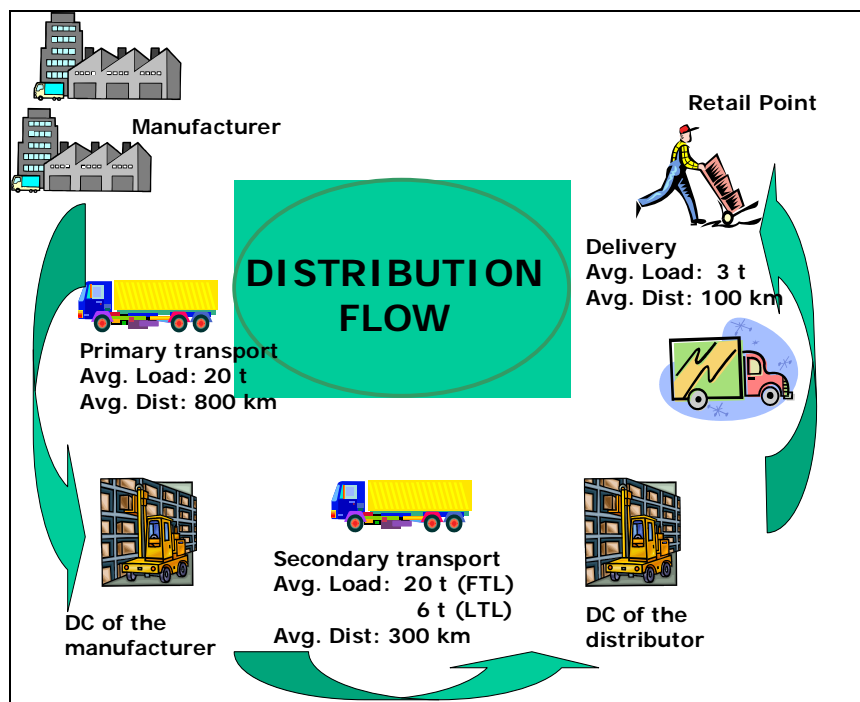 Manufacturer
Retail Point
DISTRIBUTION
FLOW
Delivery
Avg. Load: 3 t
Avg. Dist: 100 km
Primary transport
Avg. Load: 20 t
Avg. Dist: 800 km
Secondary transport
Avg. Load: 20 t (FTL)
6 t (LTL)
Avg. Dist: 300 km
DC of the
manufacturer
DC of the
distributor